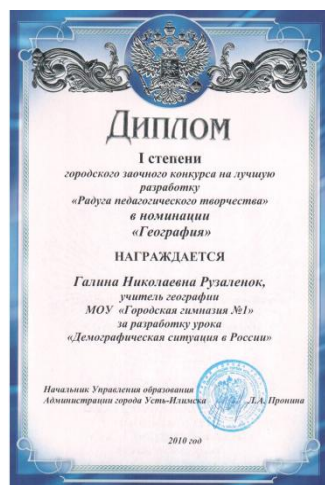 Диплом
I степени
городского заочного конкурса на лучшую
разработку
«Радуга педагогического творчества»
в номинации
«География»
НАГРАЖДАЕТСЯ
Галина Николаевна Рузаленок,
учитель географии
МОУ «Городская гимназия №1»
за разработку урока
«Демографическая ситуация в России»
Начальник Управления образования
Администрации города Усть-Илимска Л.А. Пронина
2010 год